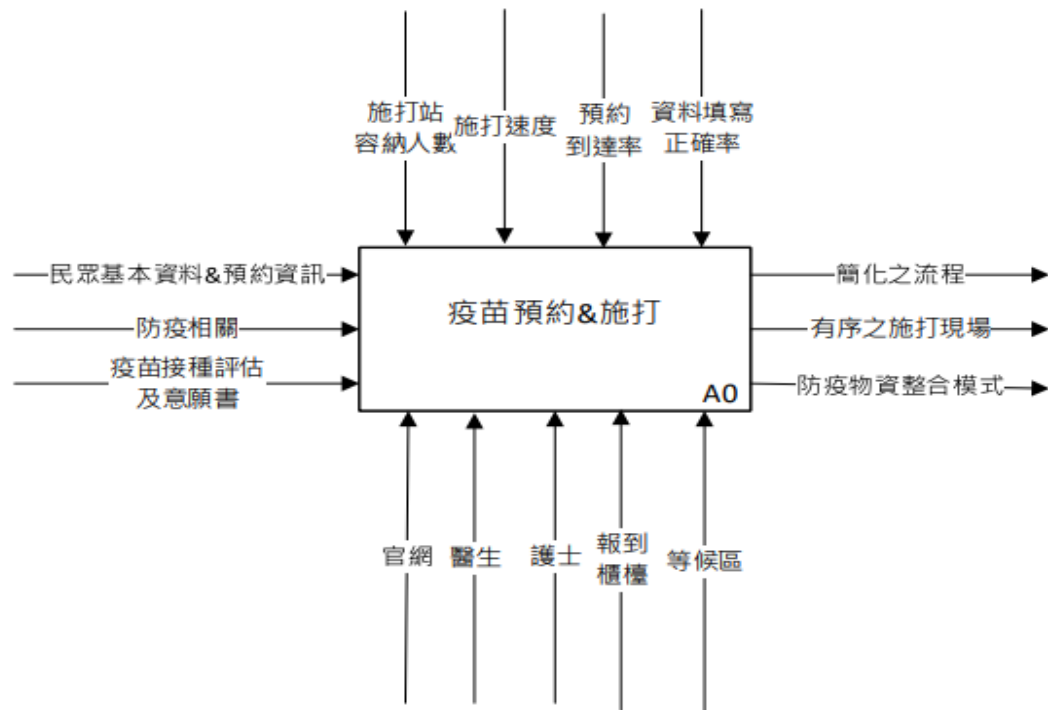 施打站
容納人數
施打速度
預約
到達率
資料填寫
正確率
民眾基本資料&預約資訊
防疫相關
疫苗接種評估
及意願書
疫苗預約&施打
A0
簡化之流程
有序之施打現場
防疫物資整合模式
官網
醫生
護士
報到
櫃檯
等候區